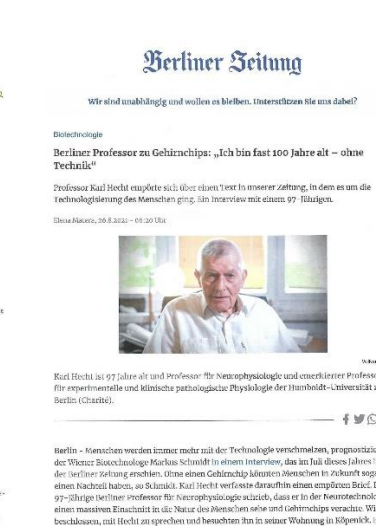 Berliner Zeitung
Wir sind unabhängig und wollen es bleiben. Unterstützen Sie uns dabei?
Biotechnologie
Berliner Professor zu Gehirnchips: „Ich bin fast 100 Jahre alt – ohne
Technik“
Professor Karl Hecht empörte sich über einen Text in unserer Zeitung, in dem es um die
Technologisierung des Menschen ging. Ein Interview mit einem 97-Jährigen.
Elena Matera, 26.8.2021 - 06:20 Uhr
Karl Hecht ist 97 Jahre alt und Professor für Neurophysiologie und emeritierter Professor
für experimentelle und klinische pathologische Physiologie der Humboldt-Universität z
Berlin (Charité).
Berlin - Menschen werden immer mehr mit der Technologie verschmelzen, prognostizie
der Wiener Biotechnologe Markus Schmidt in einem Interview, das im Juli dieses Jahres
der Berliner Zeitung erschien. Ohne einen Gehirnchip könnten Menschen in Zukunft soga
einen Nachteil haben, so Schmidt. Karl Hecht verfasste daraufhin einen empörten Brief. D
97-jährige Berliner Professor für Neurophysiologie schrieb, dass er in der Neurotechnolo
einen massiven Einschnitt in die Natur des Menschen sehe und Gehirnchips verachte. Wi
beschlossen, mit Hecht zu sprechen und besuchten ihn in seiner Wohnung in Köpenick.